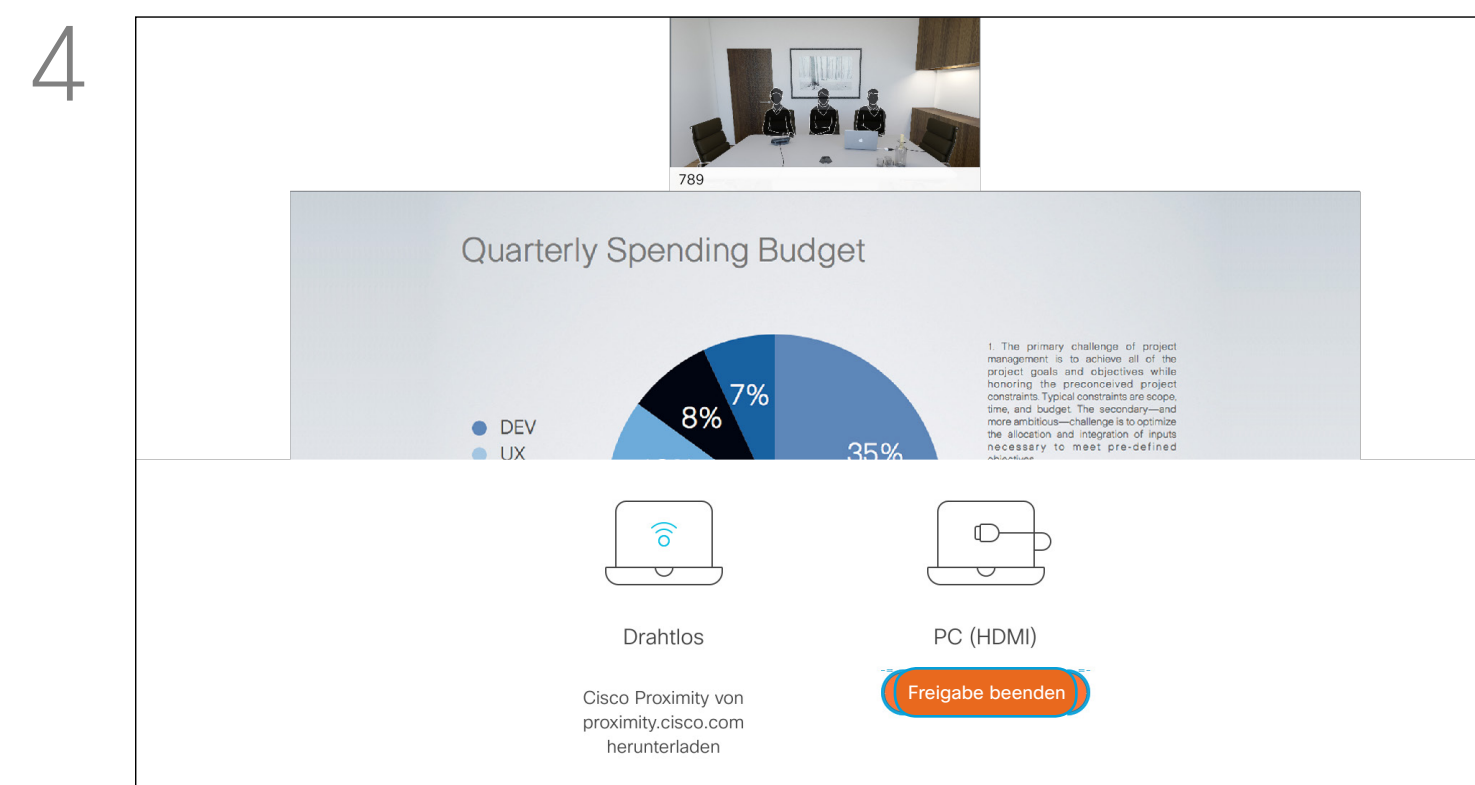 4
789
Quarterly Spending Budget
7%
8%
35%
DEV
UX
1. The primary challenge of project
management is to achieve all of the
project goals and objectives while
honoring the preconceived project
constraints. Typical constraints are scope,
time, and budget. The secondary—and
more ambitious—challenge is to optimize
the allocation and integration of inputs
necessary to meet pre-defined
Drahtlos
Cisco Proximity von
proximity.cisco.com
herunterladen
PC (HDMI)
Freigabe beenden